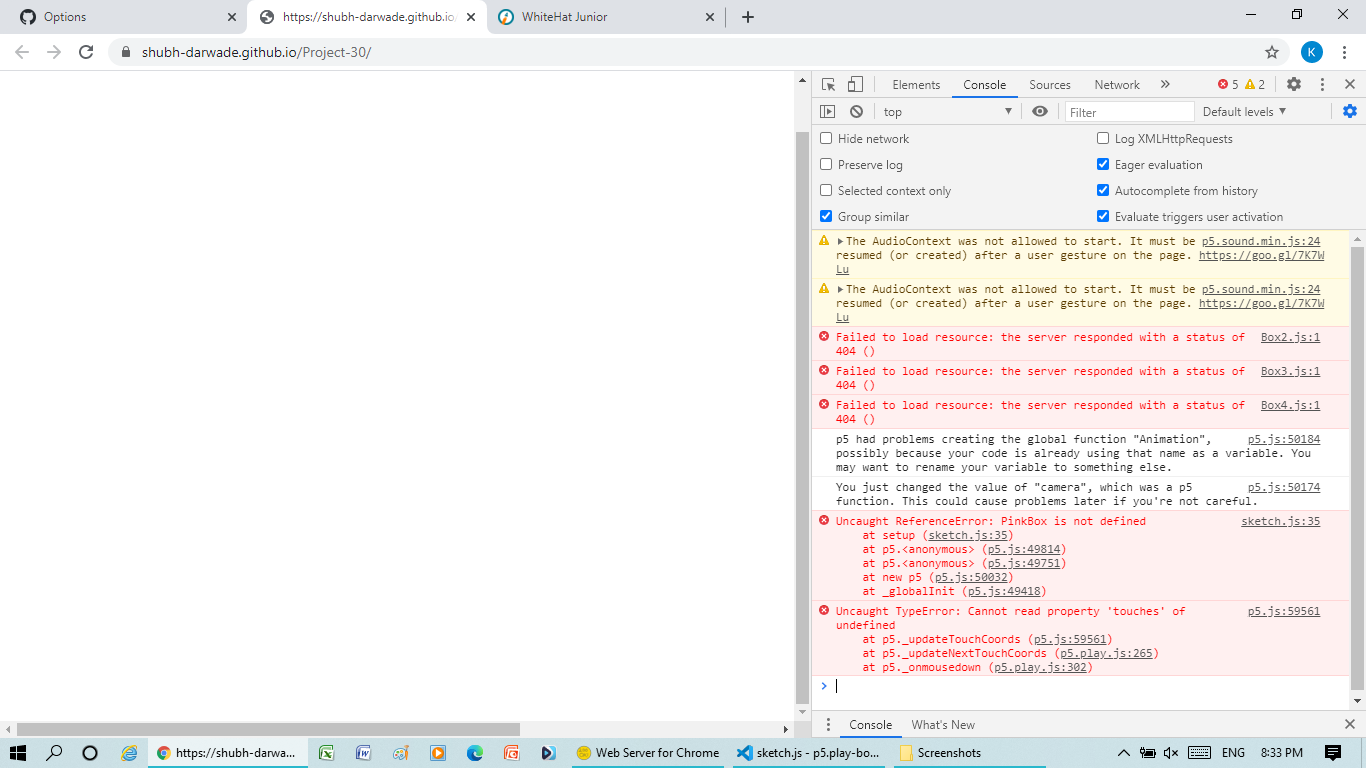 Options
https://shubh-darwade.github.io
WhiteHat Junior
shubh-darwade.github.io/Project-30/
K
Elements
Console
Sources
Network
5
2
top
Filter
Default levels
Hide network
Log XMLHttpRequests
Preserve log
Eager evaluation
Selected context only
Autocomplete from history
Group similar
Evaluate triggers user activation
The AudioContext was not allowed to start. It must be p5.sound.min.js:24
resumed (or created) after a user gesture on the page. https://goo.gl/7K7W
Lu
The AudioContext was not allowed to start. It must be p5.sound.min.js:24
resumed (or created) after a user gesture on the page. https://goo.gl/7K7W
Lu
Failed to load resource: the server responded with a status of Box2.js:1
404 ()
Failed to load resource: the server responded with a status of Box3.js:1
404 ()
Failed to load resource: the server responded with a status of Box4.js:1
404 ()
p5 had problems creating the global function "Animation", p5.js:50184
possibly because your code is already using that name as a variable. You
may want to rename your variable to something else.
You just changed the value of "camera", which was a p5 p5.js:50174
function. This could cause problems later if you're not careful.
Uncaught ReferenceError: PinkBox is not defined sketch.js:35
at setup (sketch.js:35)
at p5.<anonymous> (p5.js:49814)
at p5.<anonymous> (p5.js:49751)
at new p5 (p5.js:50032)
at _globalInit (p5.js:49418)
Uncaught TypeError: Cannot read property 'touches' of p5.js:59561
undefined
at p5._updateTouchCoords (p5.js:59561)
at p5._updateNextTouchCoords (p5.play.js:265)
at p5._onmousedown (p5.play.js:302)
Console
What's New
https://shubh-darwa...
Web Server for Chrome
sketch.js - p5.play-bo...
Screenshots
ENG
8:33 PM